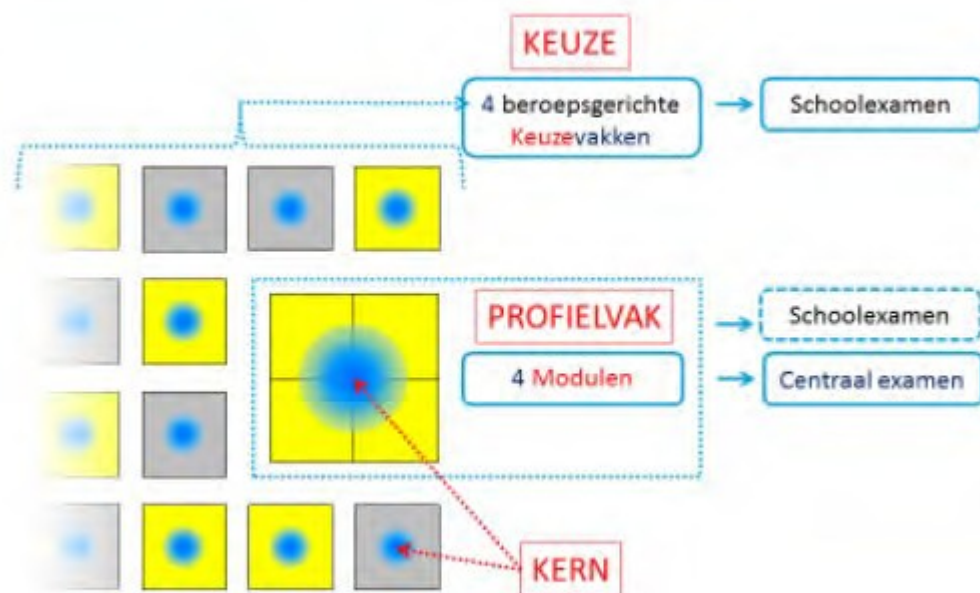 KEUZE
4 beroepsgerichte
Keuzevakken
Schoolexamen
PROFIELVAK
4 Modulen
Schoolexamen
Centraal examen
KERN